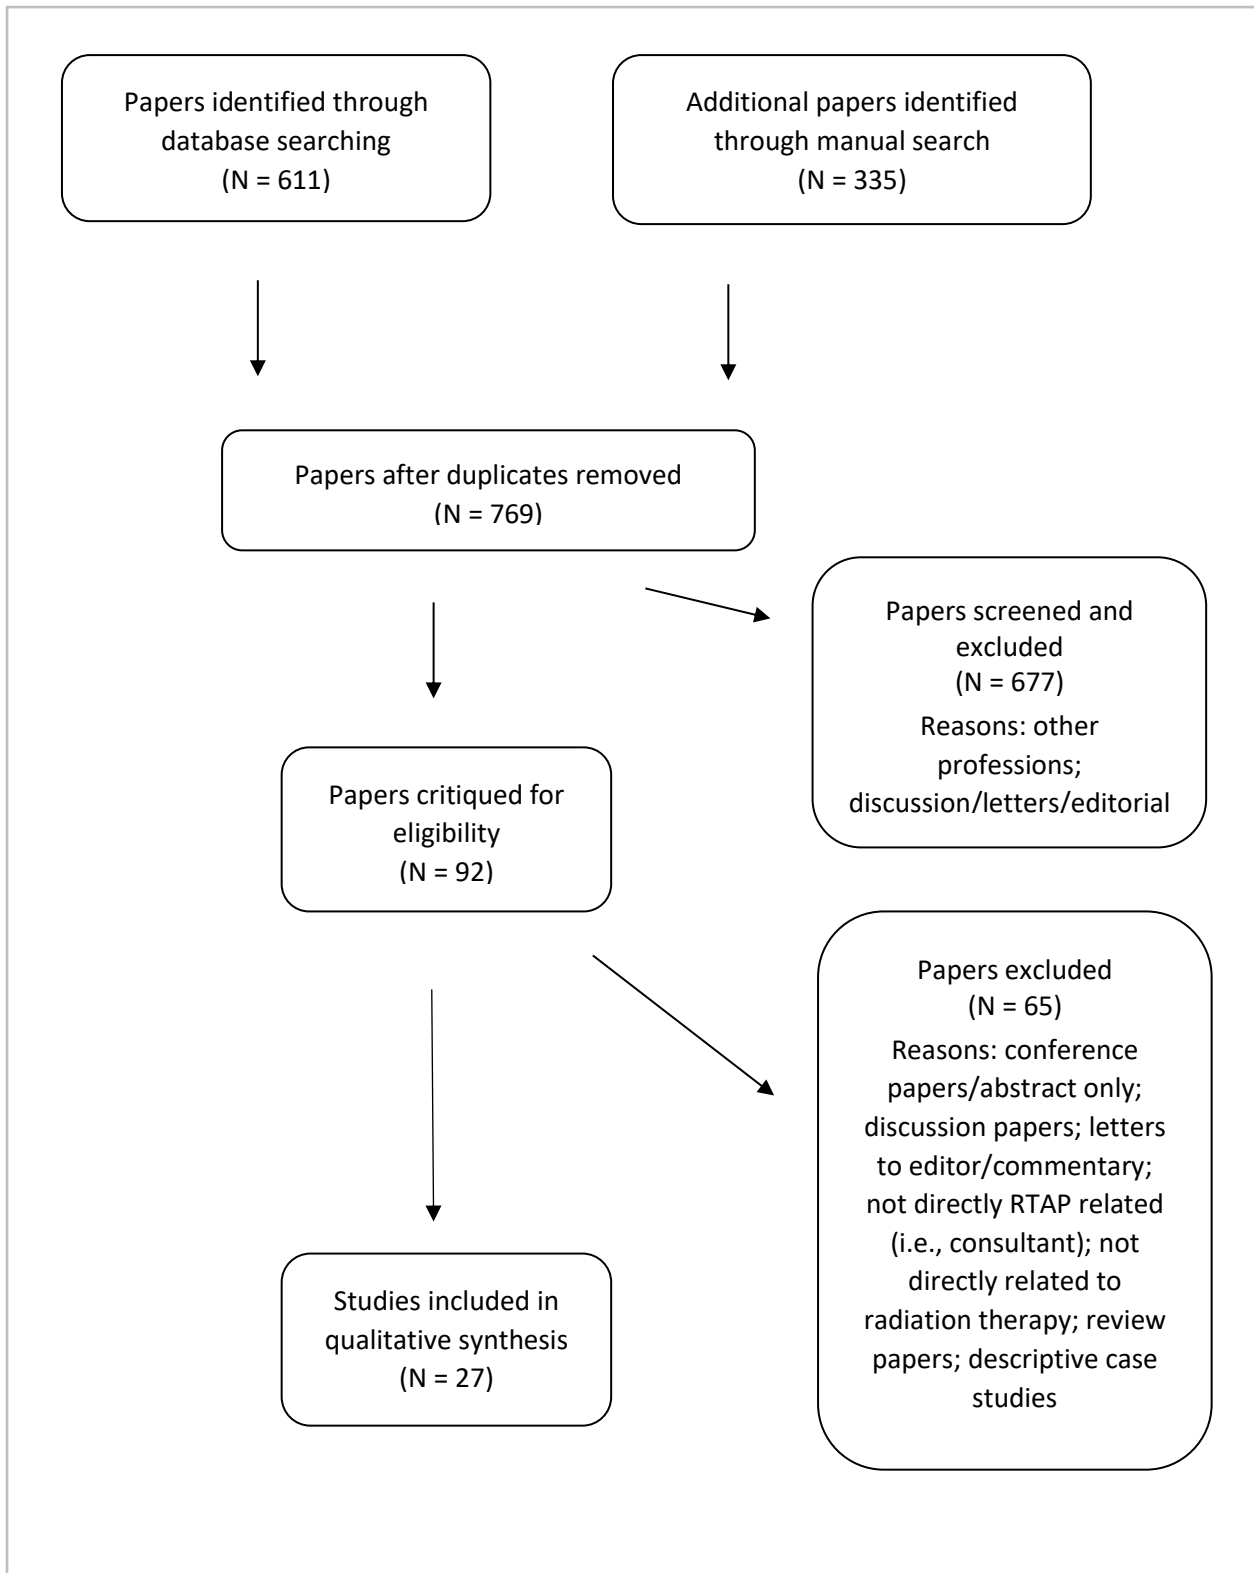 Papers identified through
database searching
(N = 611)
Additional papers identified
through manual search
(N = 335)
Papers after duplicates removed
(N = 769)
Papers screened and
excluded
(N = 677)
Reasons: other
professions;
discussion/letters/editorial
Papers critiqued for
eligibility
(N = 92)
Papers excluded
(N = 65)
Reasons: conference
papers/abstract only;
discussion papers; letters
to editor/commentary;
not directly RTAP related
(i.e., consultant); not
directly related to
radiation therapy; review
papers; descriptive case
studies
Studies included in
qualitative synthesis
(N = 27)